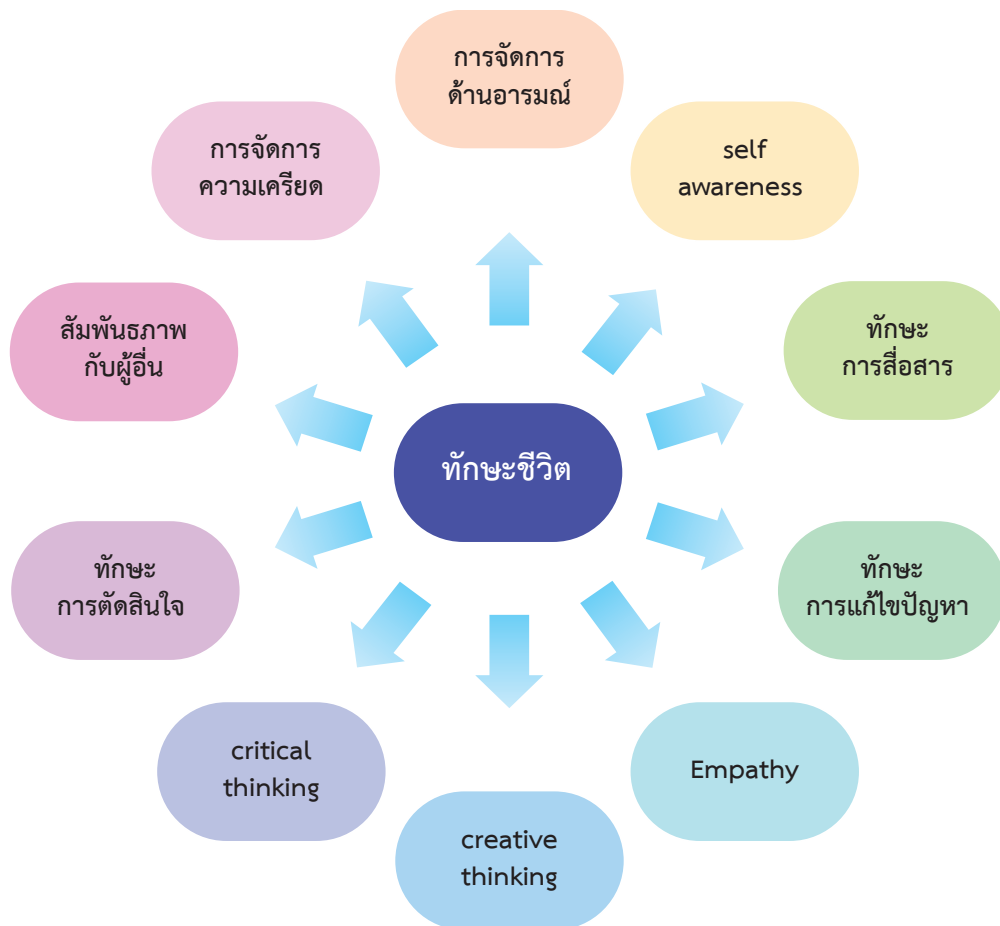 การจัดการ
ด้านอารมณ์
self
awareness
ทักษะ
การสื่อสาร
ทักษะ
การแก้ไขปัญหา
Empathy
creative
thinking
critical
thinking
ทักษะ
การตัดสินใจ
สัมพันธภาพ
กับผู้อื่น
การจัดการ
ความเครียด
ทักษะชีวิต